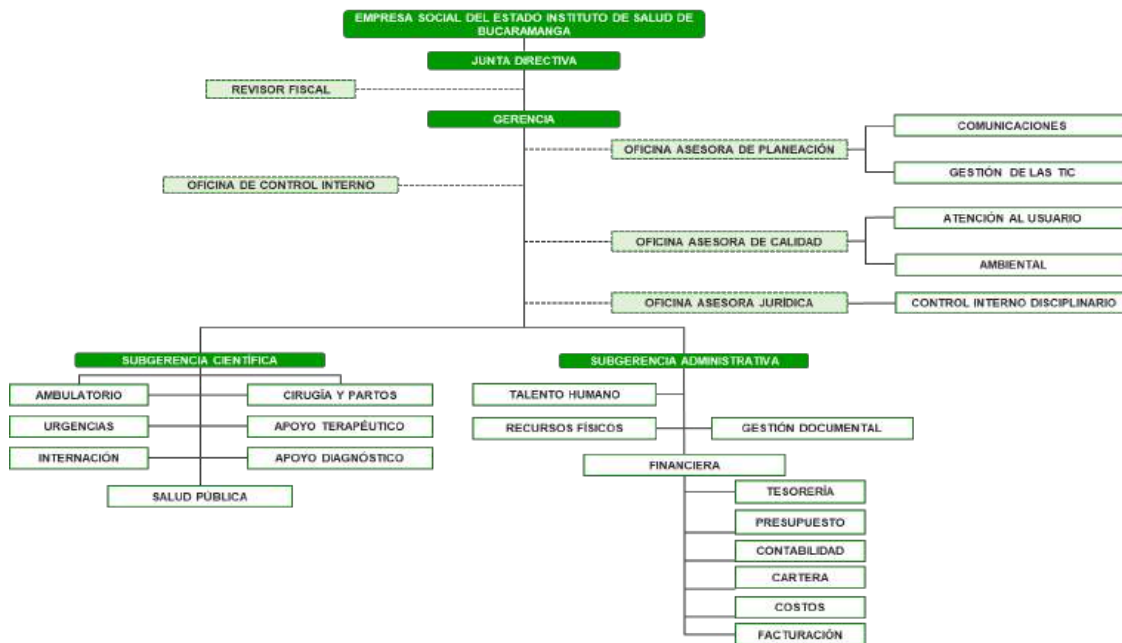 EMPRESA SOCIAL DEL ESTADO INSTITUTO DE SALUD DE
BUCARAMANGA
JUNTA DIRECTIVA
REVISOR FISCAL
GERENCIA
COMUNICACIONES
OFICINA ASESORA DE PLANEACIÓN
GESTIÓN DE LAS TIC
OFICINA DE CONTROL INTERNO
ATENCIÓN AL USUARIO
OFICINA ASESORA DE CALIDAD
AMBIENTAL
OFICINA ASESORA JURÍDICA
CONTROL INTERNO DISCIPLINARIO
SUBGERENCIA CIENTÍFICA
AMBULATORIO
CIRUGÍA Y PARTOS
URGENCIAS
APOYO TERAPÉUTICO
INTERNACIÓN
APOYO DIAGNÓSTICO
SALUD PÚBLICA
SUBGERENCIA ADMINISTRATIVA
TALENTO HUMANO
RECURSOS FÍSICOS
GESTIÓN DOCUMENTAL
FINANCIERA
TESORERÍA
PRESUPUESTO
CONTABILIDAD
CARTERA
COSTOS
FACTURACIÓN